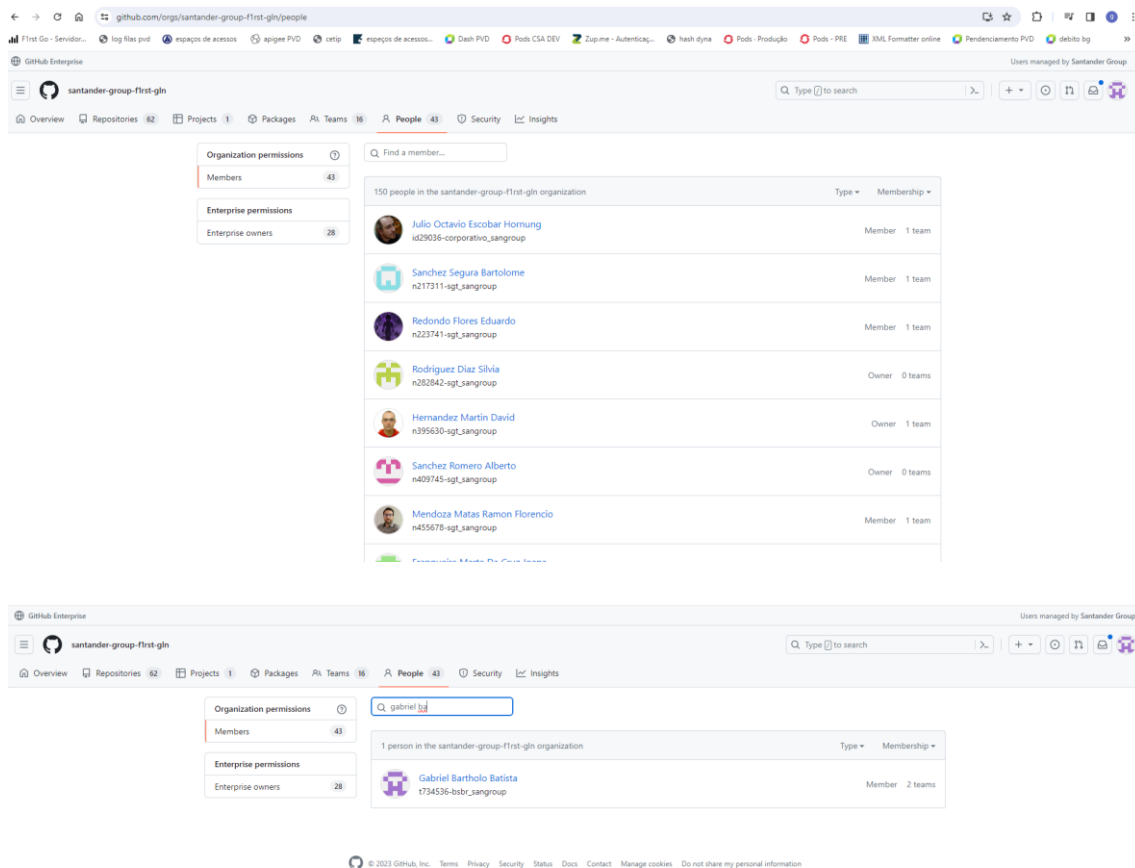 github.com/orgs/santander-group-f1rst-gln/people
F1rst Go - Servidor... log filas pvd espaços de acessos apigee PVD cetip espeços de acessos... Dash PVD Pods CSA DEV Zup.me - Autenticaç... hash dyna Pods - Produção Pods - PRE XML Formatter online Pendenciamento PVD debito bg »
GitHub Enterprise Users managed by Santander Group
santander-group-f1rst-gln Type / to search
Overview Repositories 62 Projects 1 Packages Teams 16 People 43 Security Insights
Organization permissions Find a member...
Members 43
150 people in the santander-group-f1rst-gln organization Type Membership
Enterprise permissions
Enterprise owners 28
Julio Octavio Escobar Hornung
id29036-corporativo_sangroup Member 1 team
Sanchez Segura Bartolome
n217311-sgt_sangroup Member 1 team
Redondo Flores Eduardo
n223741-sgt_sangroup Member 1 team
Rodriguez Diaz Silvia
n282842-sgt_sangroup Owner 0 teams
Hernandez Martin David
n395630-sgt_sangroup Owner 1 team
Sanchez Romero Alberto
n409745-sgt_sangroup Owner 0 teams
Mendoza Matas Ramon Florencio
n455678-sgt_sangroup Member 1 team
GitHub Enterprise Users managed by Santander Group
santander-group-f1rst-gln Type / to search
Overview Repositories 62 Projects 1 Packages Teams 16 People 43 Security Insights
Organization permissions gabriel ba
Members 43
1 person in the santander-group-f1rst-gln organization Type Membership
Enterprise permissions
Enterprise owners 28
Gabriel Bartholo Batista
t734536-bsbr_sangroup Member 2 teams
© 2023 GitHub, Inc. Terms Privacy Security Status Docs Contact Manage cookies Do not share my personal information